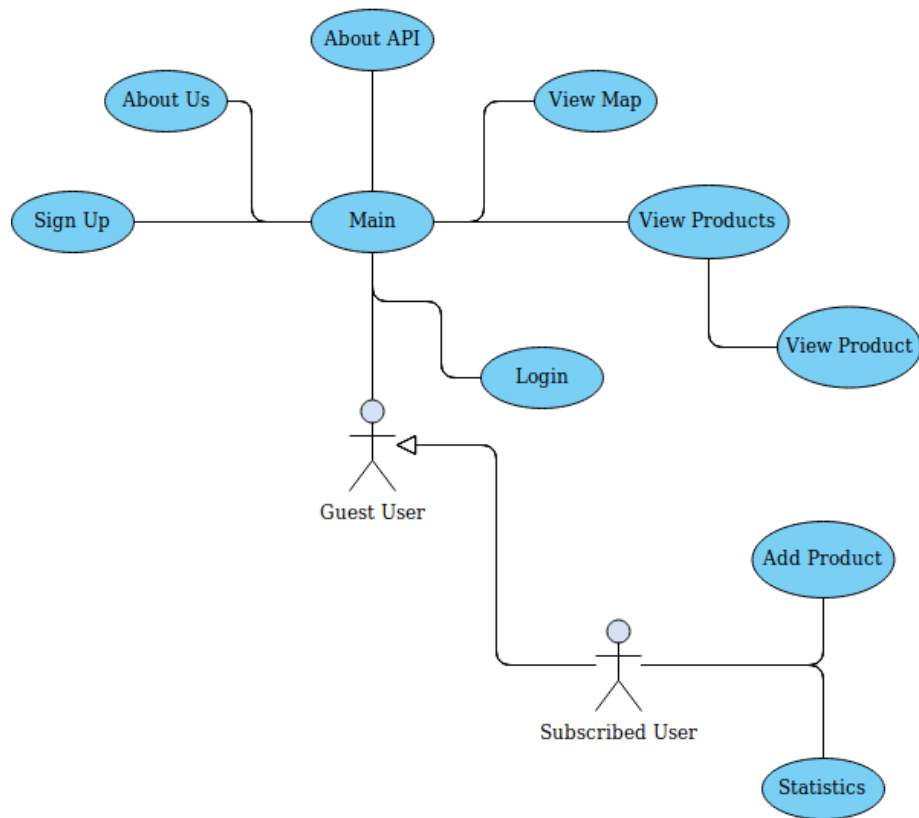 About API
About Us
View Map
Sign Up
Main
View Products
View Product
Login
Guest User
Add Product
Subscribed User
Statistics